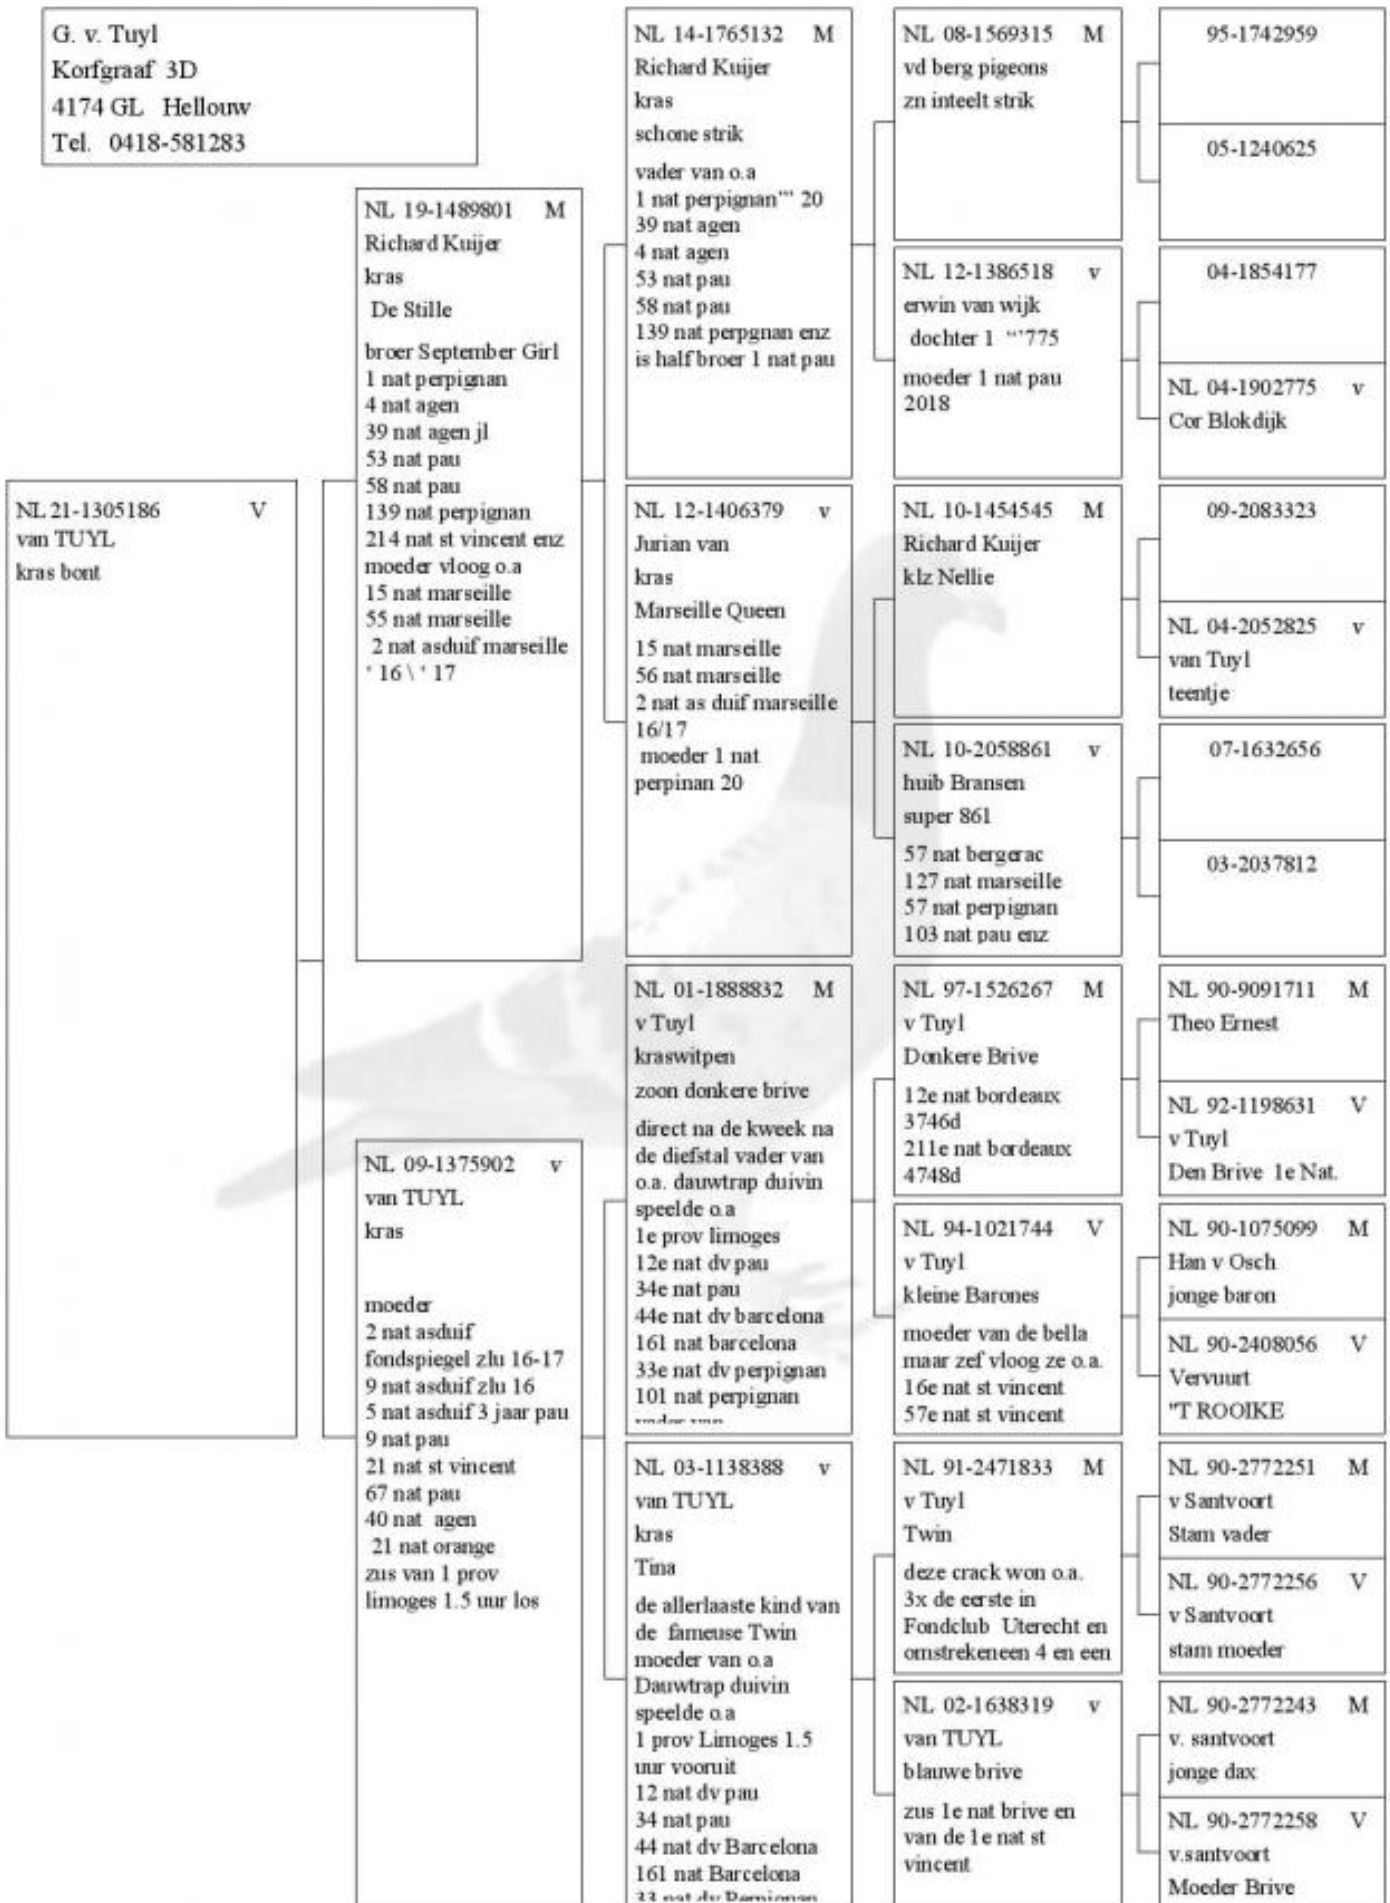 G. v. Tuyl
Korfgraaf 3D
4174 GL Hellouw
Tel. 0418-581283
NL 21-1305186 V
van TUYL
kras bont
NL 19-1489801 M
Richard Kuijer
kras
De Stille
broer September Girl
1 nat perpignan
4 nat agen
39 nat agen jl
53 nat pau
58 nat pau
139 nat perpignan
214 nat st vincent enz
moeder vloog o.a
15 nat marseille
55 nat marseille
2 nat asduif marseille
' 16 \ ' 17
NL 09-1375902 v
van TUYL
kras
moeder
2 nat asduif
fondspiegel zlu 16-17
9 nat asduif zlu 16
5 nat asduif 3 jaar pau
9 nat pau
21 nat st vincent
67 nat pau
40 nat agen
21 nat orange
zus van 1 prov
limoges 1.5 uur los
NL 14-1765132 M
Richard Kuijer
kras
schone strik
vader van o.a
1 nat perpignan"' 20
39 nat agen
4 nat agen
53 nat pau
58 nat pau
139 nat perpgnan enz
is half broer 1 nat pau
NL 12-1406379 v
Jurian van
kras
Marseille Queen
15 nat marseille
56 nat marseille
2 nat as duif marseille
16/17
moeder 1 nat
perpinan 20
NL 01-1888832 M
v Tuyl
kraswitpen
zoon donkere brive
direct na de kweek na
de diefstal vader van
o.a. dauwtrap duivin
speelde o.a
1e prov limoges
12e nat dv pau
34e nat pau
44e nat dv barcelona
161 nat barcelona
33e nat dv perpignan
101 nat perpignan
vader van
NL 03-1138388 v
van TUYL
kras
Tina
de allerlaaste kind van
de fameuse Twin
moeder van o.a
Dauwtrap duivin
speelde o.a
1 prov Limoges 1.5
uur vooruit
12 nat dv pau
34 nat pau
44 nat dv Barcelona
161 nat Barcelona
33 nat dv Perpignan
NL 08-1569315 M
vd berg pigeons
zn inteelt strik
NL 12-1386518 v
erwin van wijk
dochter 1 "'775
moeder 1 nat pau
2018
NL 10-1454545 M
Richard Kuijer
klz Nellie
NL 10-2058861 v
huib Bransen
super 861
57 nat bergerac
127 nat marseille
57 nat perpignan
103 nat pau enz
NL 97-1526267 M
v Tuyl
Donkere Brive
12e nat bordeaux
3746d
211e nat bordeaux
4748d
NL 94-1021744 V
v Tuyl
kleine Barones
moeder van de bella
maar zef vloog ze o.a.
16e nat st vincent
57e nat st vincent
NL 91-2471833 M
v Tuyl
Twin
deze crack won o.a.
3x de eerste in
Fondclub Uterecht en
omstrekeneen 4 en een
NL 02-1638319 v
van TUYL
blauwe brive
zus 1e nat brive en
van de 1e nat st
vincent
95-1742959
05-1240625
04-1854177
NL 04-1902775 v
Cor Blokdijk
09-2083323
NL 04-2052825 v
van Tuyl
teentje
07-1632656
03-2037812
NL 90-9091711 M
Theo Ernest
NL 92-1198631 V
v Tuyl
Den Brive 1e Nat.
NL 90-1075099 M
Han v Osch
jonge baron
NL 90-2408056 V
Vervuurt
"T ROOIKE
NL 90-2772251 M
v Santvoort
Stam vader
NL 90-2772256 V
v Santvoort
stam moeder
NL 90-2772243 M
v. santvoort
jonge dax
NL 90-2772258 V
v.santvoort
Moeder Brive